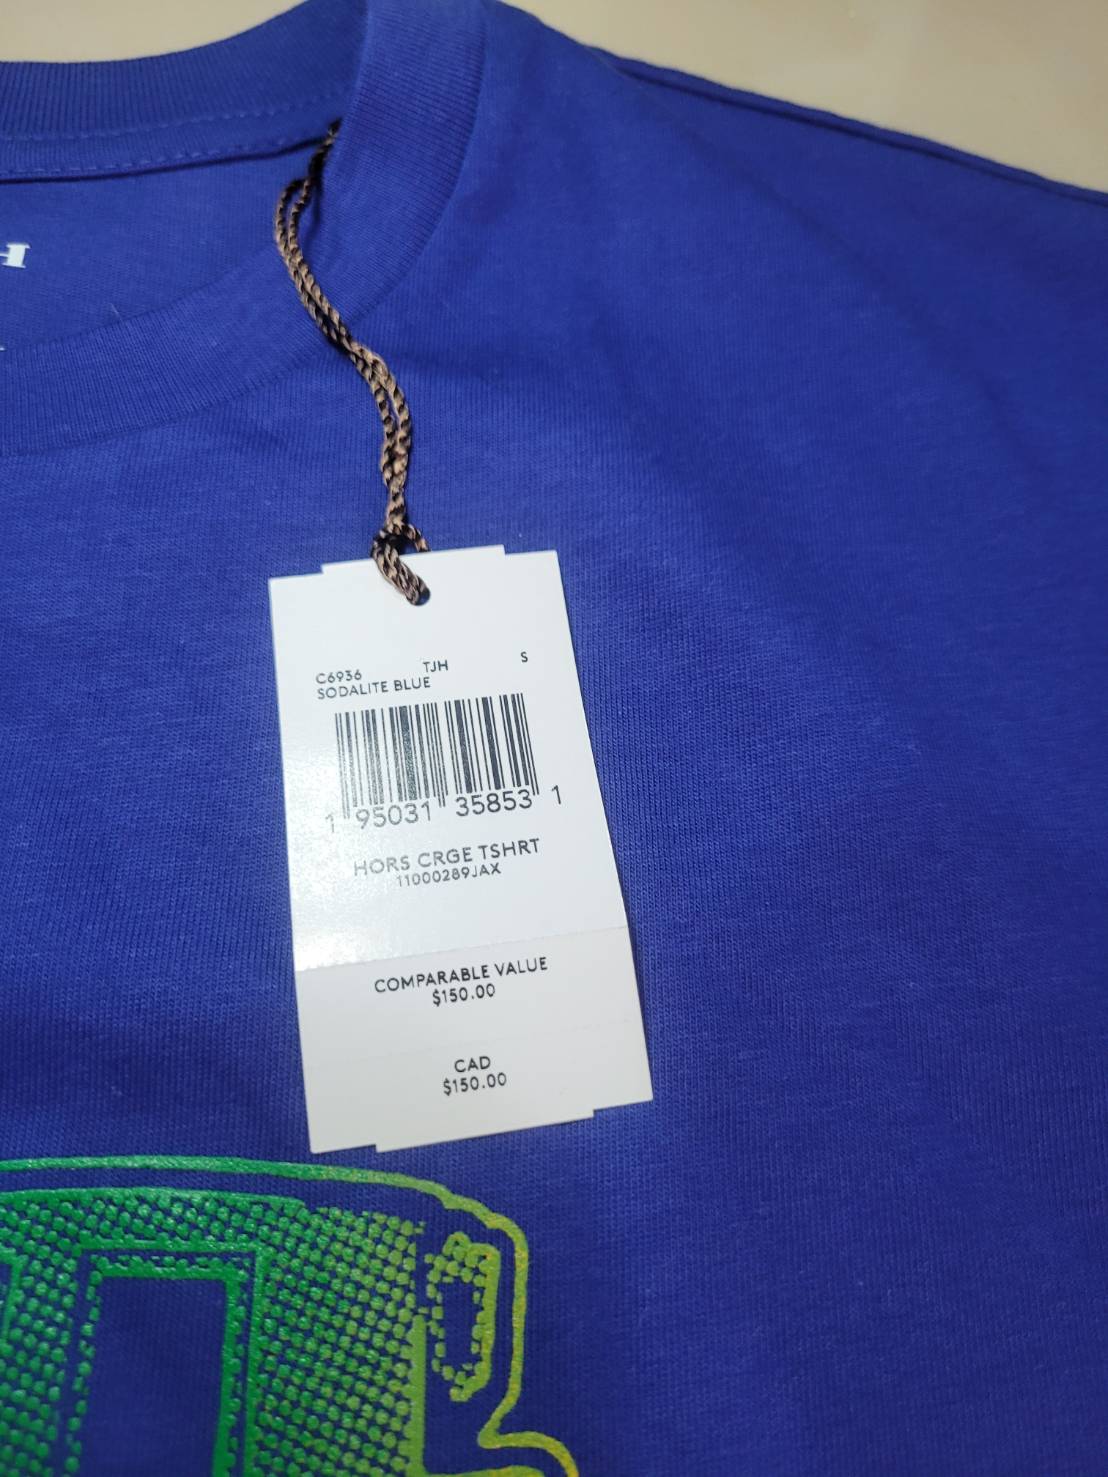 H
C6936 TJH S
SODALITE BLUE
1 95031 35853 1
HORS CRGE TSHRT
11000289JAX
COMPARABLE VALUE
$150.00
CAD
$150.00